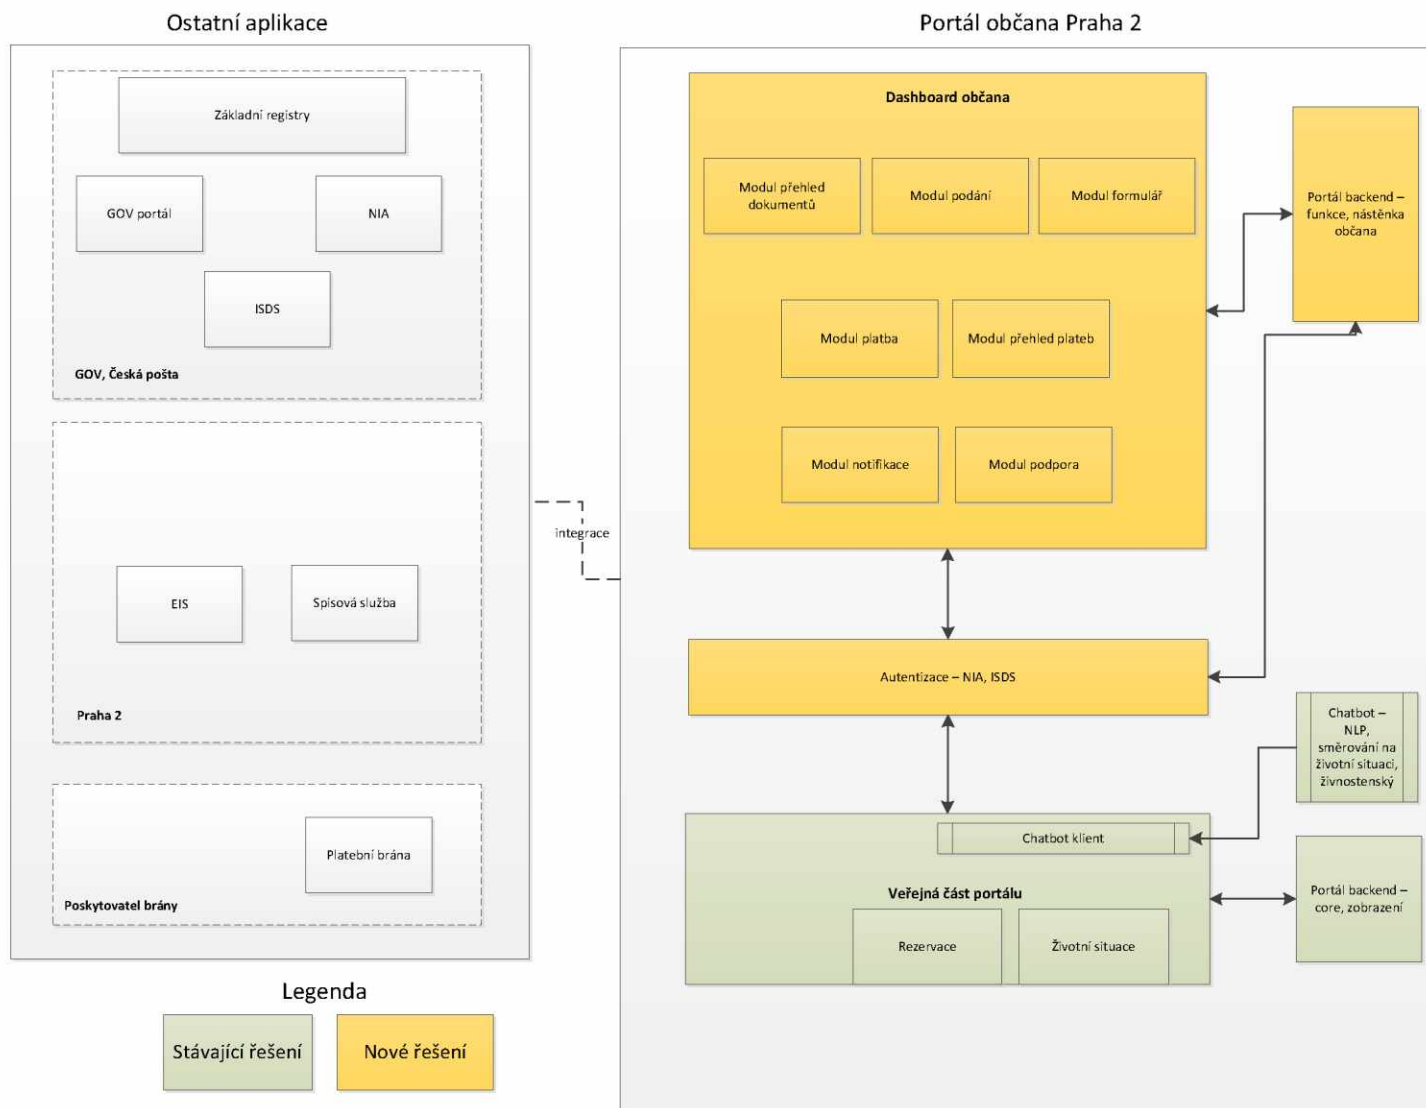 Ostatní aplikace
Základní registry
GOV portál
NIA
ISDS
GOV, Česká pošta
EIS
Spisová služba
Praha 2
Platební brána
Poskytovatel brány
integrace
Portál občana Praha 2
Dashboard občana
Modul přehled
dokumentů
Modul podání
Modul formulář
Modul platba
Modul přehled plateb
Modul notifikace
Modul podpora
Portál backend –
funkce, nástěnka
občana
Autentizace – NIA, ISDS
Chatbot –
NLP,
směrování na
životní situaci,
živnostenský
Chatbot klient
Veřejná část portálu
Rezervace
Životní situace
Portál backend –
core, zobrazení
Legenda
Stávající řešení
Nové řešení